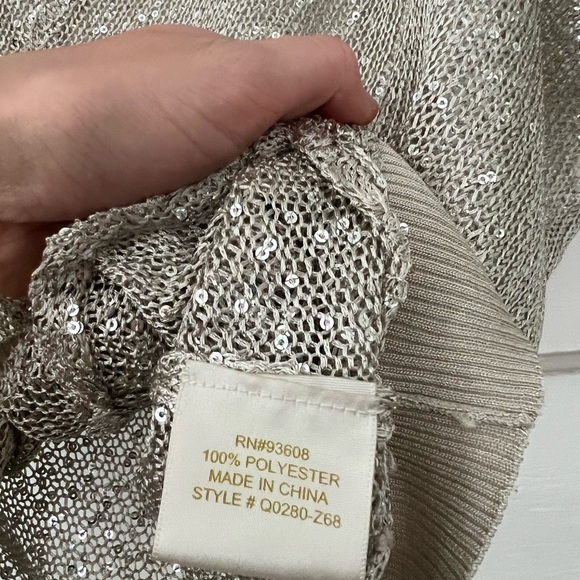 RN#93608
100% POLYESTER
MADE IN CHINA
STYLE # Q0280-Z68